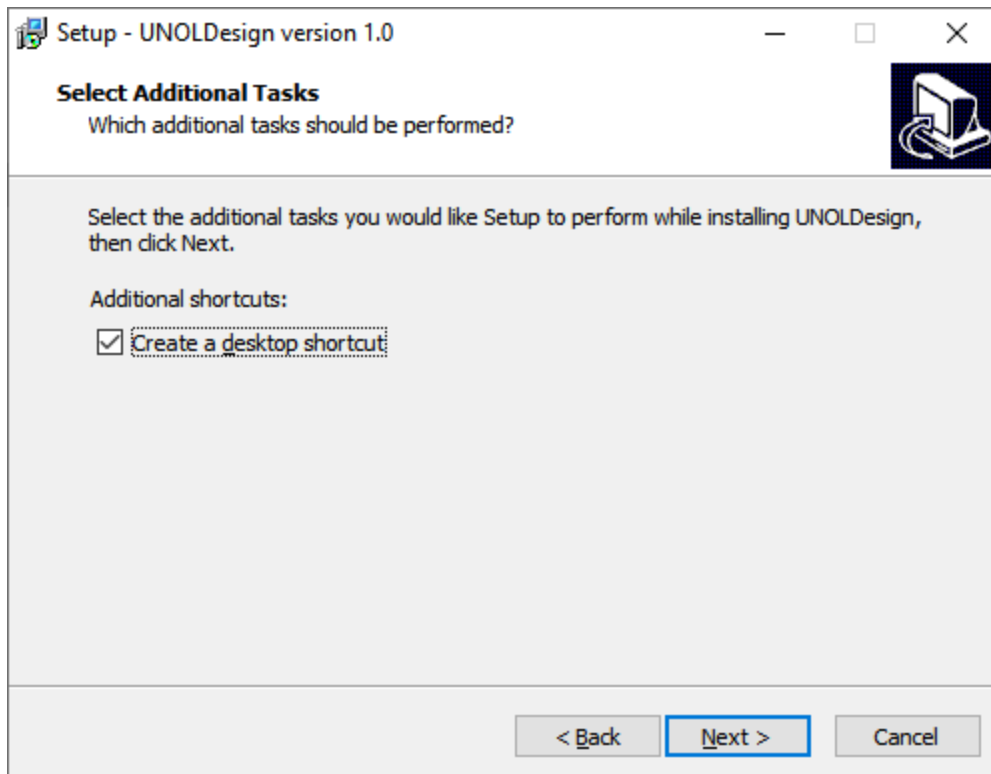 Setup - UNOLDesign version 1.0
Select Additional Tasks
Which additional tasks should be performed?
Select the additional tasks you would like Setup to perform while installing UNOLDesign,
then click Next.
Additional shortcuts:
Create a desktop shortcut
< Back Next > Cancel